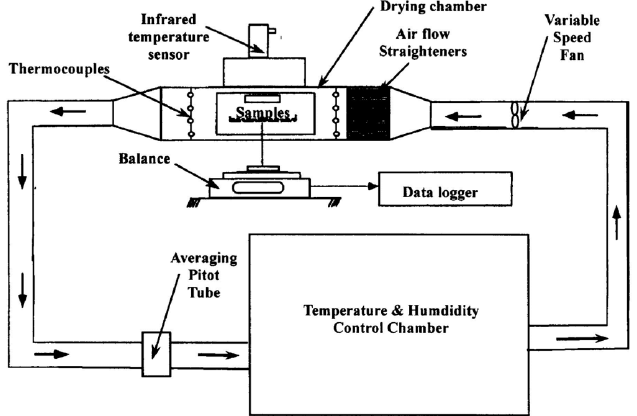 Infrared
temperature
sensor
Drying chamber
Air flow
Straighteners
Variable
Speed
Fan
Thermocouples
Samples
Balance
Data logger
Averaging
Pitot
Tube
Temperature & Humdidity
Control Chamber